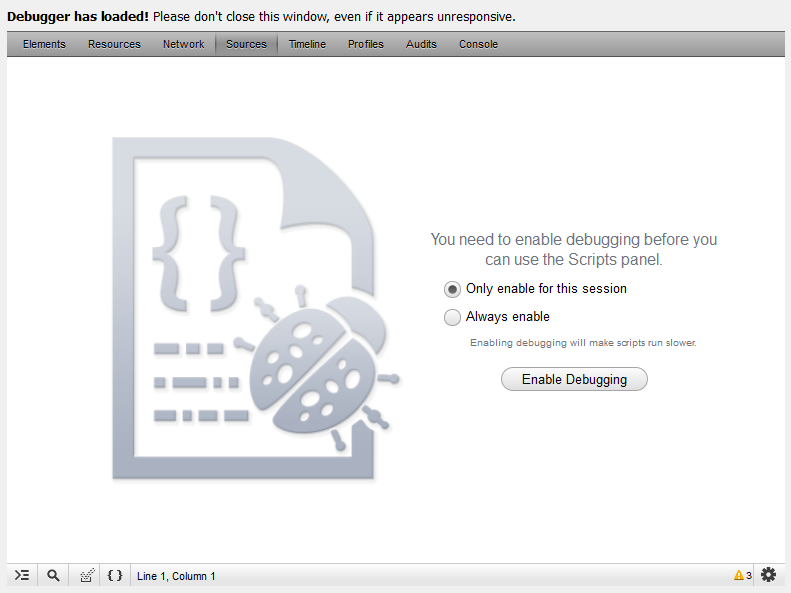 Debugger has loaded! Please don't close this window, even if it appears unresponsive.
Elements Resources Network Sources Timeline Profiles Audits Console
{ }
You need to enable debugging before you
can use the Scripts panel.
Only enable for this session
Always enable
Enabling debugging will make scripts run slower.
Enable Debugging
{ } Line 1, Column 1 3